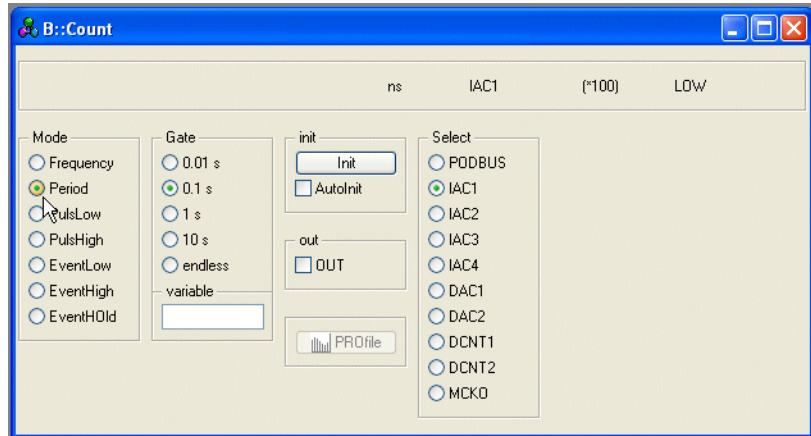 B::Count
ns IAC1 (*100) LOW
Mode
Frequency
Period
PulsLow
PulsHigh
EventLow
EventHigh
EventHOld
Gate
0.01 s
0.1 s
1 s
10 s
endless
variable
init
Init
AutoInit
out
OUT
PROfile
Select
PODBUS
IAC1
IAC2
IAC3
IAC4
DAC1
DAC2
DCNT1
DCNT2
MCKO